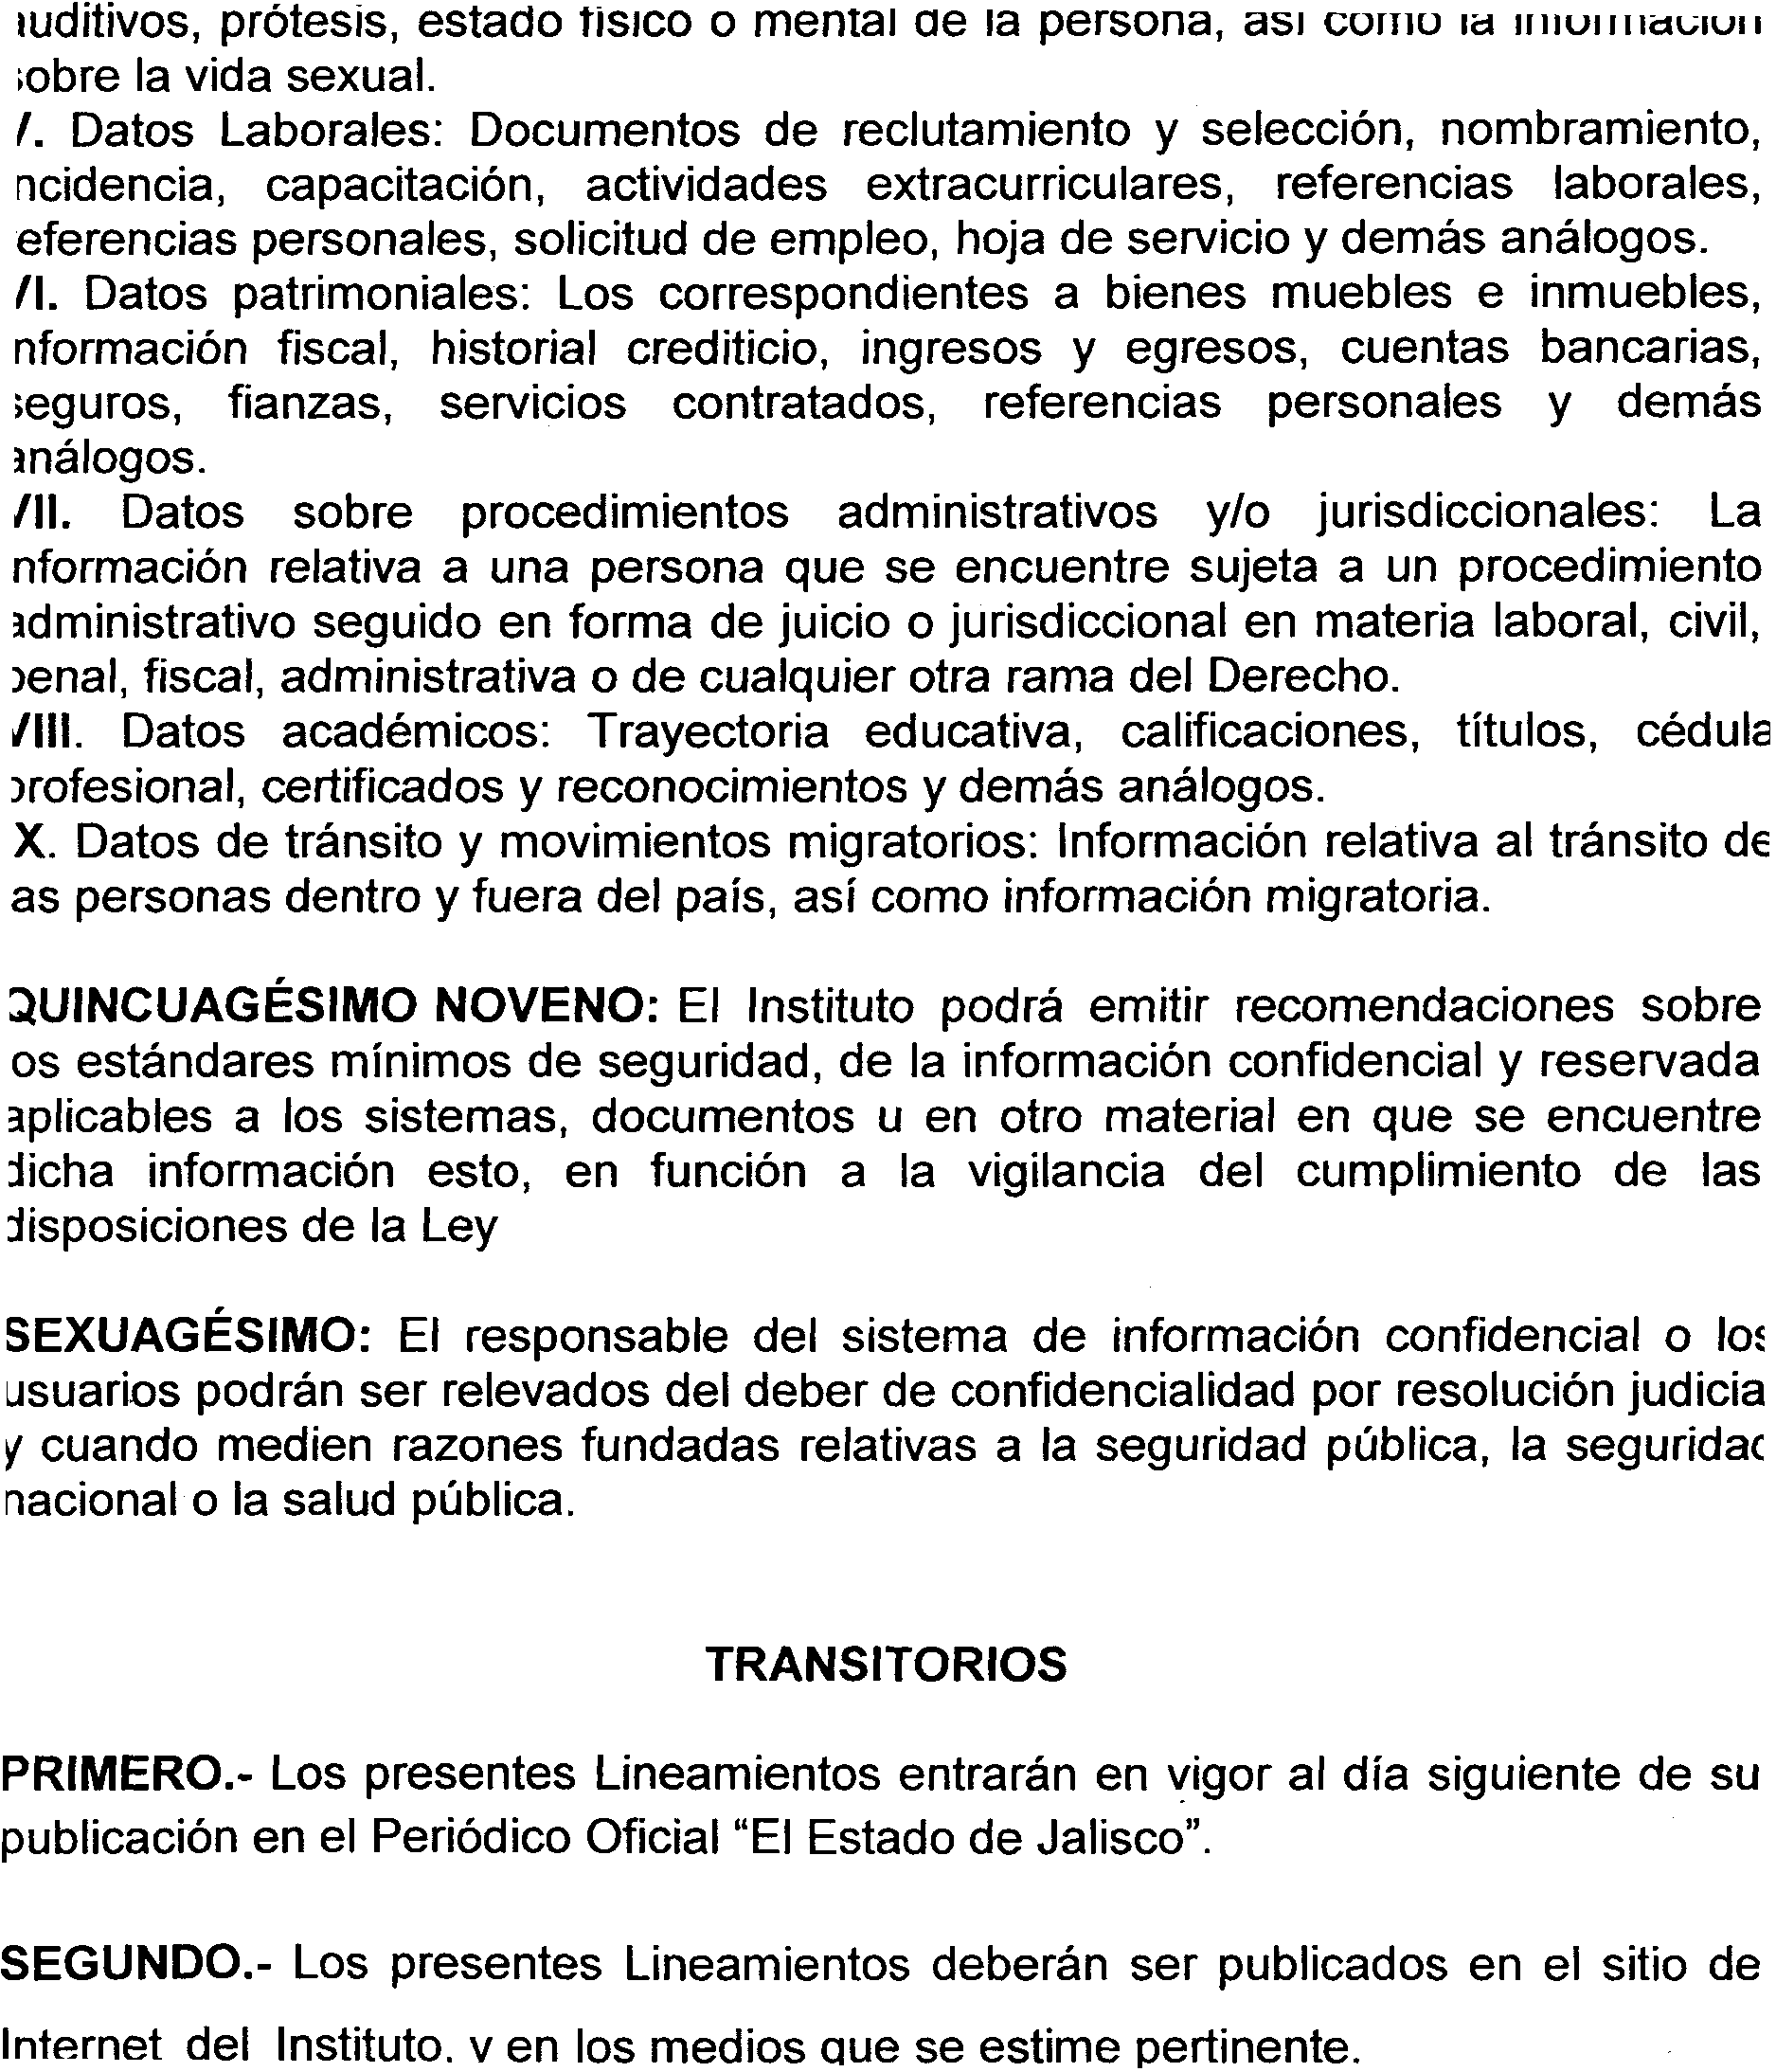 auditivos, prótesis, estado físico o mental de la persona, así como la información
sobre la vida sexual.
V. Datos Laborales: Documentos de reclutamiento y selección, nombramiento,
ncidencia, capacitación, actividades extracurriculares, referencias laborales,
eferencias personales, solicitud de empleo, hoja de servicio y demás análogos.
VI. Datos patrimoniales: Los correspondientes a bienes muebles e inmuebles,
nformación fiscal, historial crediticio, ingresos y egresos, cuentas bancarias,
seguros, fianzas, servicios contratados, referencias personales y demás
análogos.
VII. Datos sobre procedimientos administrativos y/o jurisdiccionales: La
nformación relativa a una persona que se encuentre sujeta a un procedimiento
administrativo seguido en forma de juicio o jurisdiccional en materia laboral, civil,
penal, fiscal, administrativa o de cualquier otra rama del Derecho.
VIII. Datos académicos: Trayectoria educativa, calificaciones, títulos, cédula
profesional, certificados y reconocimientos y demás análogos.
X. Datos de tránsito y movimientos migratorios: Información relativa al tránsito de
as personas dentro y fuera del país, así como información migratoria.
QUINCUAGÉSIMO NOVENO: El Instituto podrá emitir recomendaciones sobre
os estándares mínimos de seguridad, de la información confidencial y reservada
aplicables a los sistemas, documentos u en otro material en que se encuentre
dicha información esto, en función a la vigilancia del cumplimiento de las
disposiciones de la Ley
SEXUAGÉSIMO: El responsable del sistema de información confidencial o los
usuarios podrán ser relevados del deber de confidencialidad por resolución judicia
y cuando medien razones fundadas relativas a la seguridad pública, la seguridad
nacional o la salud pública.
TRANSITORIOS
PRIMERO.- Los presentes Lineamientos entrarán en vigor al día siguiente de su
publicación en el Periódico Oficial “El Estado de Jalisco”.
SEGUNDO.- Los presentes Lineamientos deberán ser publicados en el sitio de
Internet del Instituto, y en los medios que se estime pertinente.